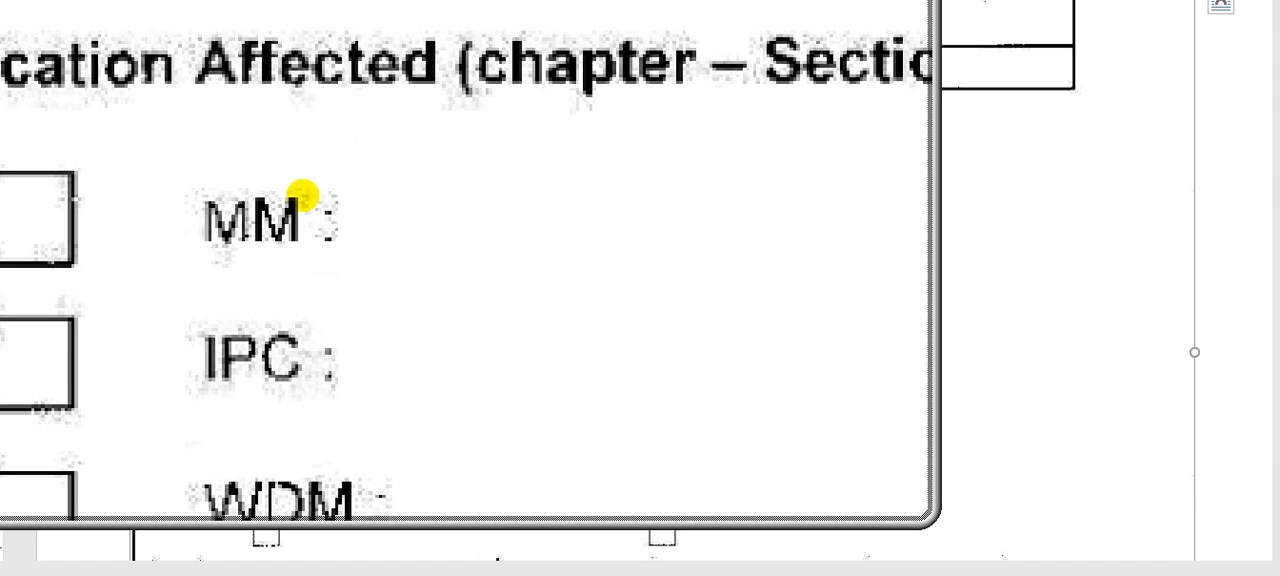 cation Affected (chapter – Sectio
MM :
IPC :
WDM :